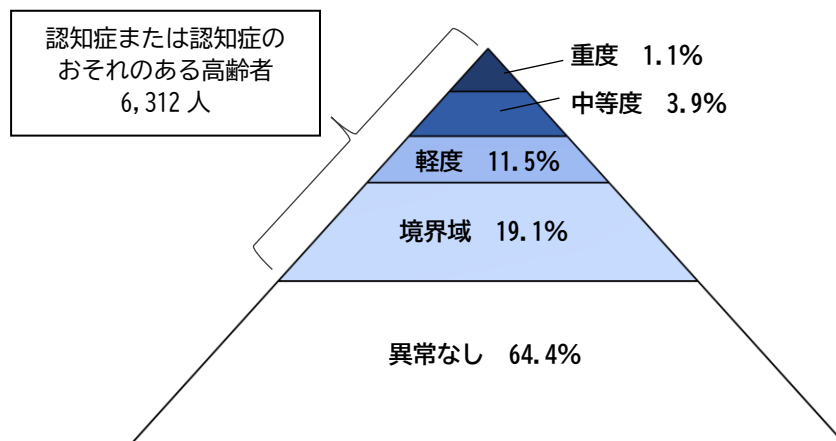 認知症または認知症の
おそれのある高齢者
6,312 人
重度　1.1%
中等度　3.9%
軽度　11.5%
境界域　19.1%
異常なし　64.4%